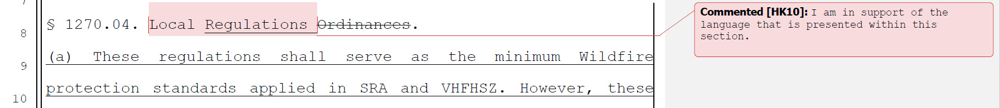 7
8 § 1270.04. Local Regulations Ordinances.
9 (a) These regulations shall serve as the minimum Wildfire
10 protection standards applied in SRA and VHFHSZ. However, these
Commented [HK10]: I am in support of the
language that is presented within this
section.